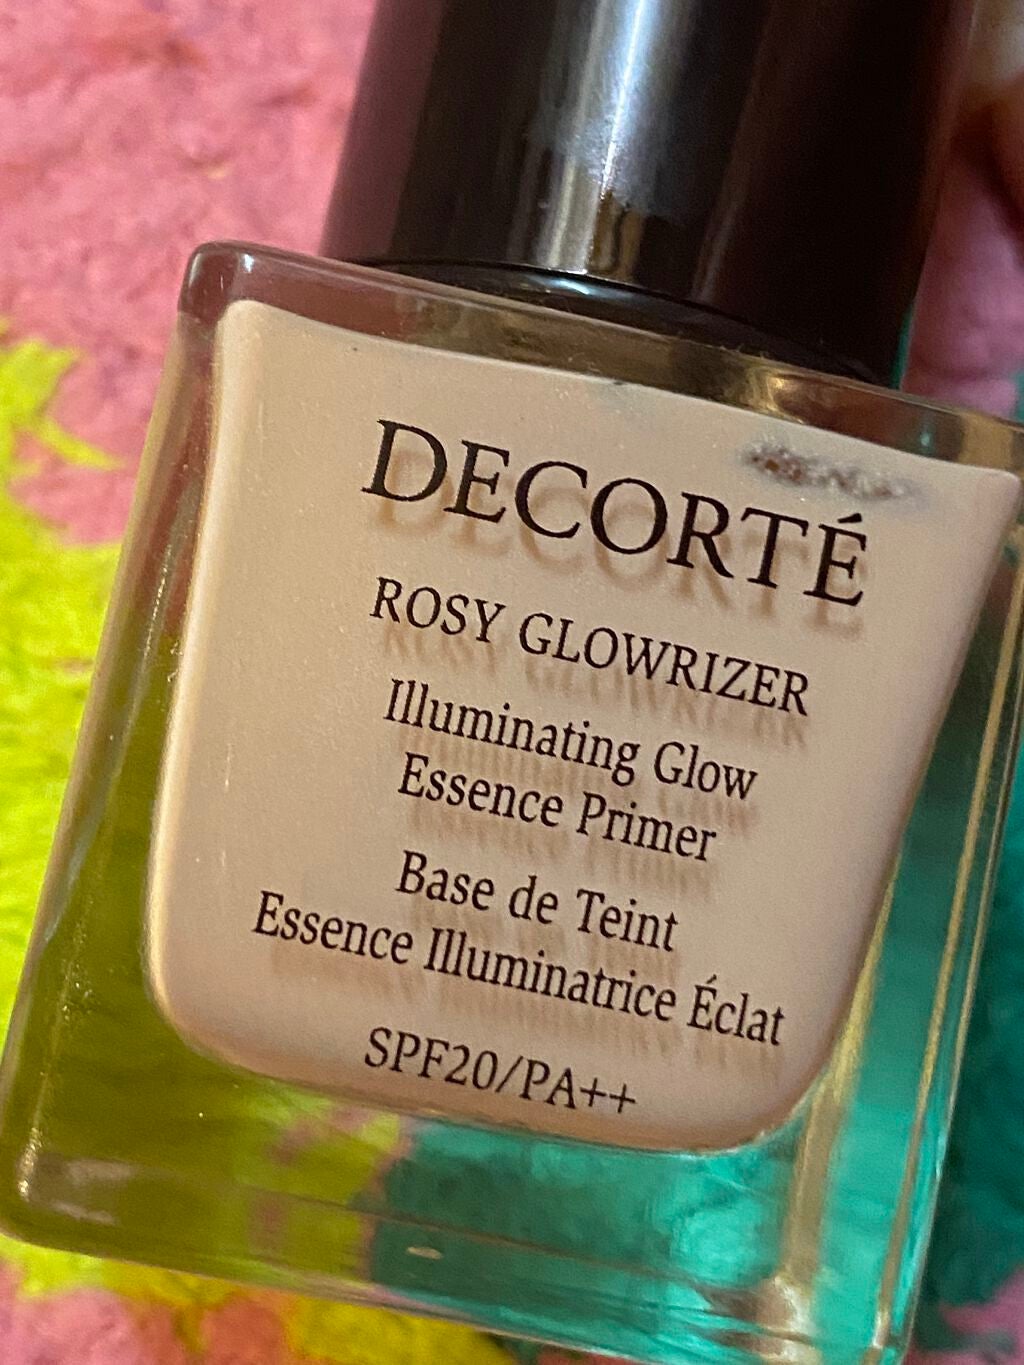 DECORTÉ
ROSY GLOWRIZER
Illuminating Glow
Essence Primer
Base de Teint
Essence Illuminatrice Éclat
SPF20/PA++